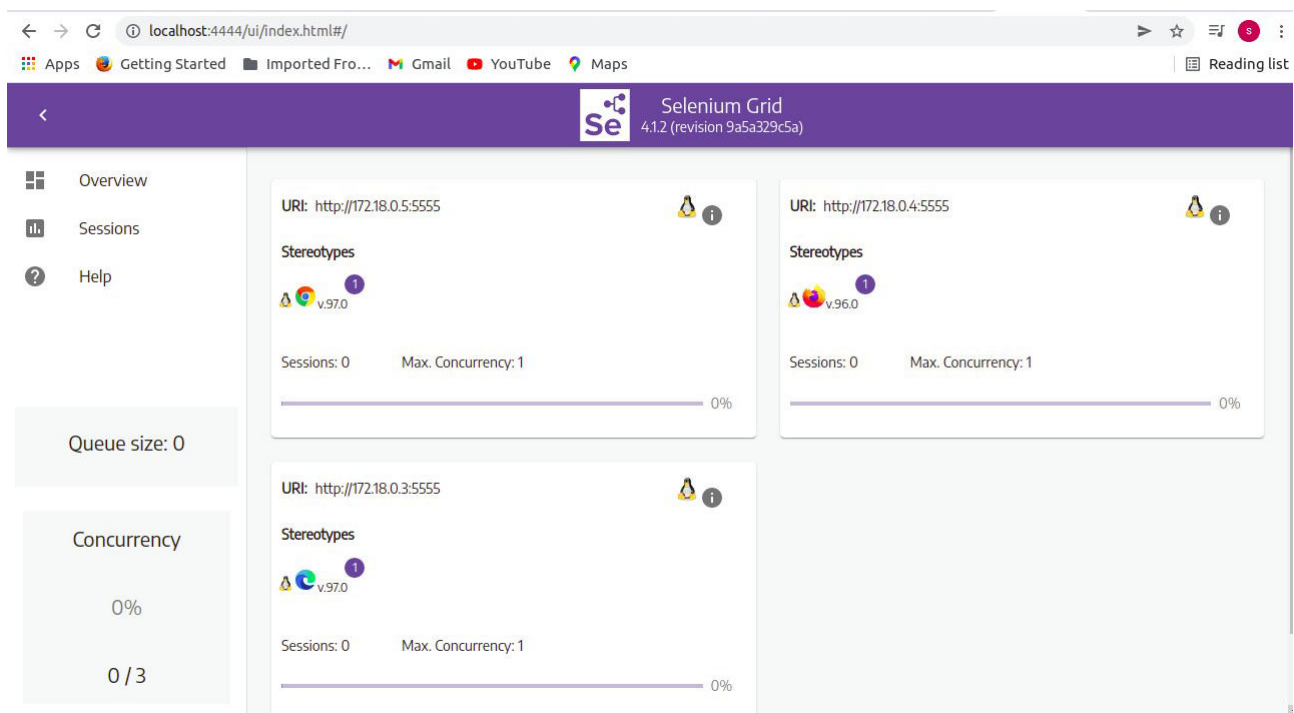 localhost:4444/ui/index.html#/
S
Apps Getting Started Imported Fro... Gmail YouTube Maps Reading list
Se
Selenium Grid
4.1.2 (revision 9a5a329c5a)
Overview
Sessions
Help
Queue size: 0
Concurrency
0%
0 / 3
URI: http://172.18.0.5:5555
Stereotypes
v.97.0 1
Sessions: 0 Max. Concurrency: 1
0%
URI: http://172.18.0.4:5555
Stereotypes
v.96.0 1
Sessions: 0 Max. Concurrency: 1
0%
URI: http://172.18.0.3:5555
Stereotypes
v.97.0 1
Sessions: 0 Max. Concurrency: 1
0%